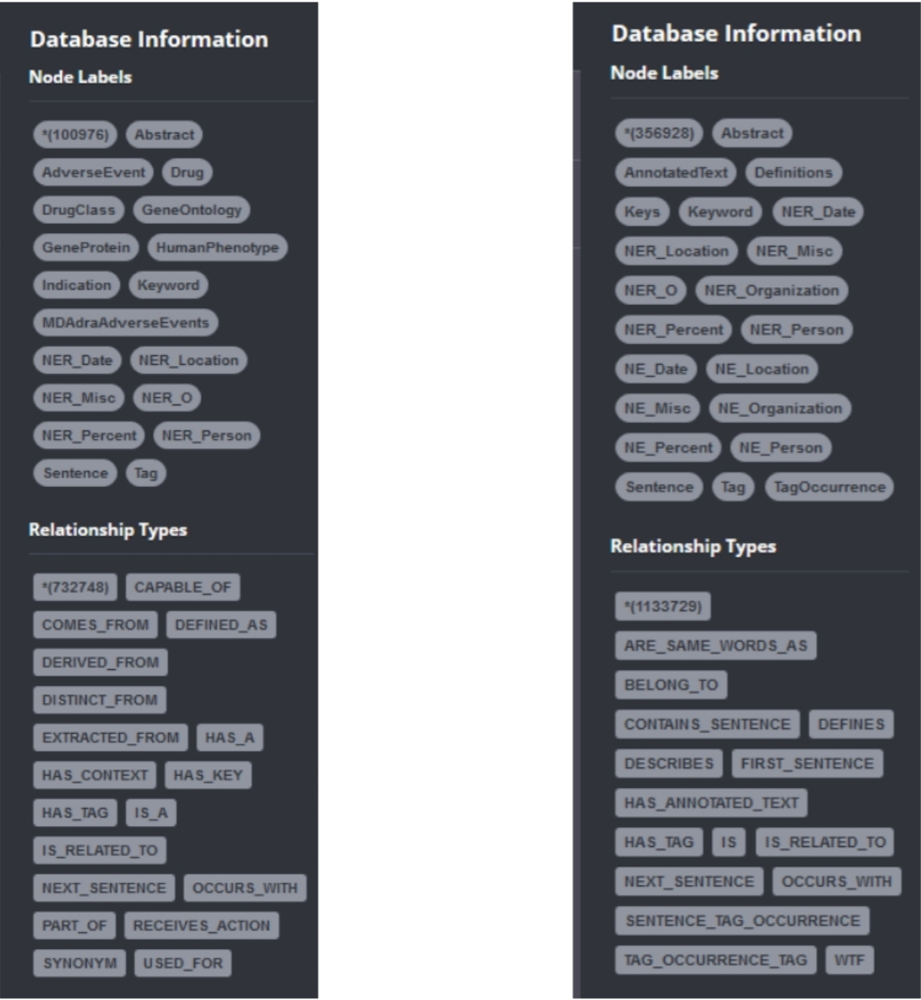 Database Information
Node Labels
*(100976) Abstract
AdverseEvent Drug
DrugClass GeneOntology
GeneProtein HumanPhenotype
Indication Keyword
MDAdraAdverseEvents
NER_Date NER_Location
NER_Misc NER_O
NER_Percent NER_Person
Sentence Tag
Relationship Types
*(732748) CAPABLE_OF
COMES_FROM DEFINED_AS
DERIVED_FROM
DISTINCT_FROM
EXTRACTED_FROM HAS_A
HAS_CONTEXT HAS_KEY
HAS_TAG IS_A
IS_RELATED_TO
NEXT_SENTENCE OCCURS_WITH
PART_OF RECEIVES_ACTION
SYNONYM USED_FOR
Database Information
Node Labels
*(356928) Abstract
AnnotatedText Definitions
Keys Keyword NER_Date
NER_Location NER_Misc
NER_O NER_Organization
NER_Percent NER_Person
NE_Date NE_Location
NE_Misc NE_Organization
NE_Percent NE_Person
Sentence Tag TagOccurrence
Relationship Types
*(1133729)
ARE_SAME_WORDS_AS
BELONG_TO
CONTAINS_SENTENCE DEFINES
DESCRIBES FIRST_SENTENCE
HAS_ANNOTATED_TEXT
HAS_TAG IS IS_RELATED_TO
NEXT_SENTENCE OCCURS_WITH
SENTENCE_TAG_OCCURRENCE
TAG_OCCURRENCE_TAG WTF